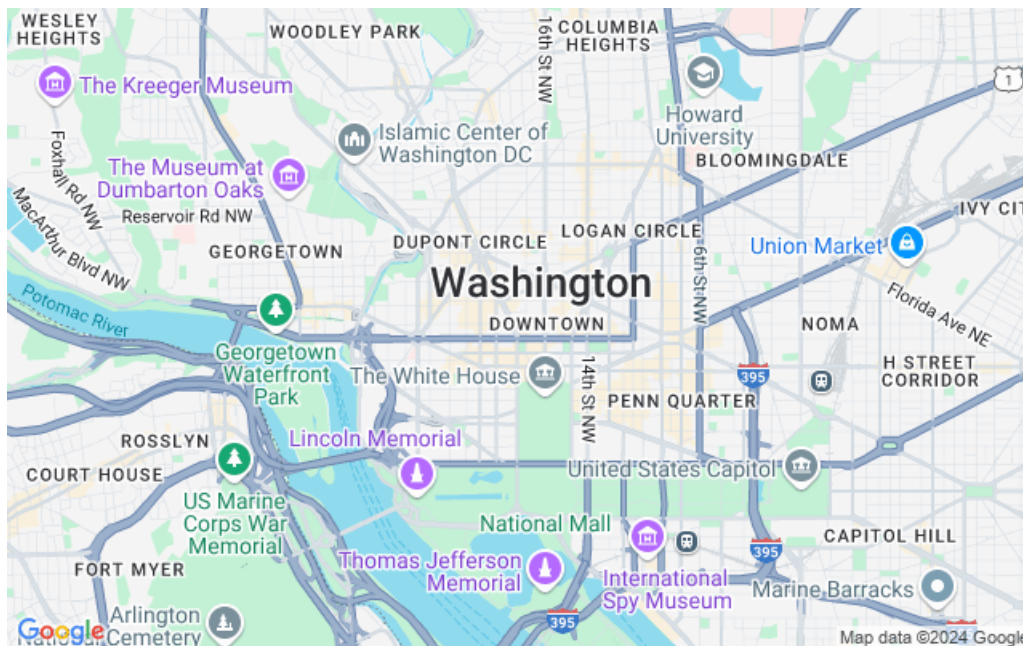 WESLEY
HEIGHTS
WOODLEY PARK
16th St NW
COLUMBIA
HEIGHTS
1
The Kreeger Museum
Howard
University
Islamic Center of
Washington DC
BLOOMINGDALE
Foxhall Rd NW
The Museum at
Dumbarton Oaks
Reservoir Rd NW
MacArthur Blvd NW
IVY CIT
GEORGETOWN
DUPONT CIRCLE
LOGAN CIRCLE
6th St NW
Union Market
Washington
Potomac River
Florida Ave NE
DOWNTOWN
NOMA
Georgetown
Waterfront
Park
The White House
14th St NW
395
H STREET
CORRIDOR
PENN QUARTER
ROSSLYN
Lincoln Memorial
COURT HOUSE
United States Capitol
US Marine
Corps War
Memorial
National Mall
CAPITOL HILL
395
FORT MYER
Thomas Jefferson
Memorial
International
Spy Museum
Marine Barracks
Arlington
National Cemetery
395
Google
Map data ©2024 Google